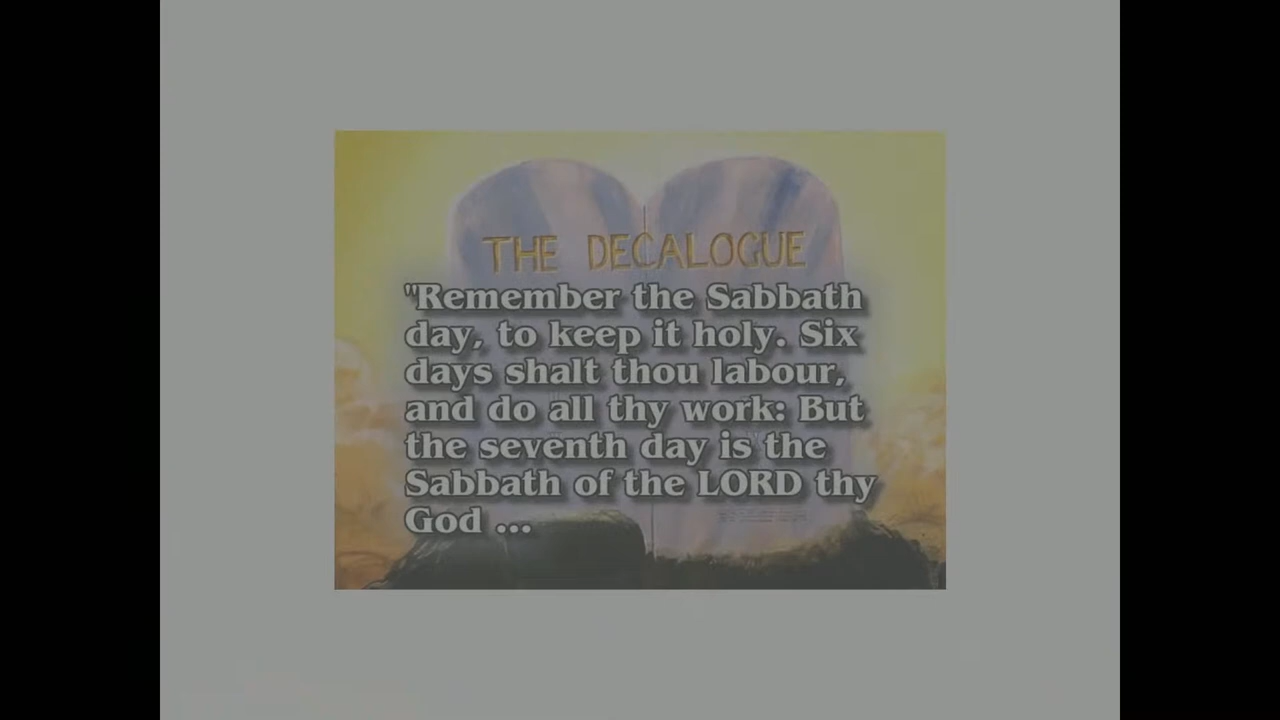 THE DECALOGUE
"Remember the Sabbath
day, to keep it holy. Six
days shalt thou labour,
and do all thy work: But
the seventh day is the
Sabbath of the LORD thy
God ...